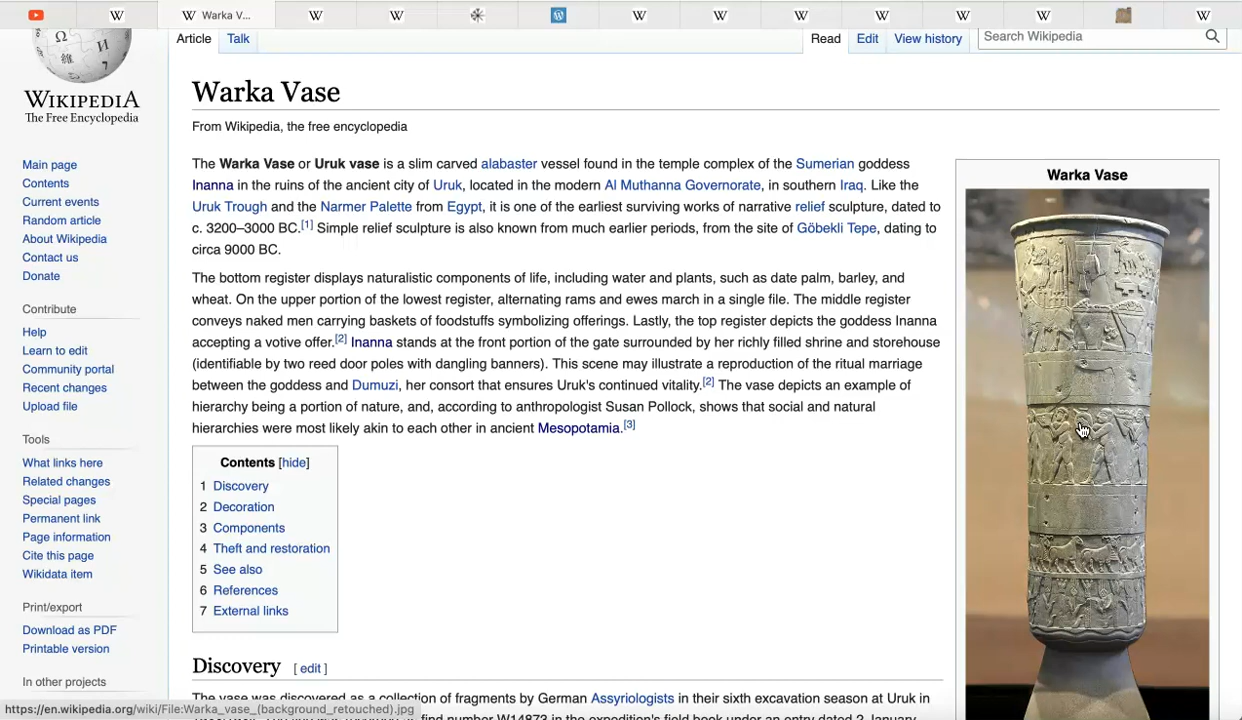 Warka V...
Article Talk Read Edit View history Search Wikipedia
WIKIPEDIA
The Free Encyclopedia
Main page
Contents
Current events
Random article
About Wikipedia
Contact us
Donate
Contribute
Help
Learn to edit
Community portal
Recent changes
Upload file
Tools
What links here
Related changes
Special pages
Permanent link
Page information
Cite this page
Wikidata item
Print/export
Download as PDF
Printable version
In other projects
Warka Vase
From Wikipedia, the free encyclopedia
The Warka Vase or Uruk vase is a slim carved alabaster vessel found in the temple complex of the Sumerian goddess
Inanna in the ruins of the ancient city of Uruk, located in the modern Al Muthanna Governorate, in southern Iraq. Like the
Uruk Trough and the Narmer Palette from Egypt, it is one of the earliest surviving works of narrative relief sculpture, dated to
c. 3200–3000 BC.[1] Simple relief sculpture is also known from much earlier periods, from the site of Göbekli Tepe, dating to
circa 9000 BC.
The bottom register displays naturalistic components of life, including water and plants, such as date palm, barley, and
wheat. On the upper portion of the lowest register, alternating rams and ewes march in a single file. The middle register
conveys naked men carrying baskets of foodstuffs symbolizing offerings. Lastly, the top register depicts the goddess Inanna
accepting a votive offer.[2] Inanna stands at the front portion of the gate surrounded by her richly filled shrine and storehouse
(identifiable by two reed door poles with dangling banners). This scene may illustrate a reproduction of the ritual marriage
between the goddess and Dumuzi, her consort that ensures Uruk's continued vitality.[2] The vase depicts an example of
hierarchy being a portion of nature, and, according to anthropologist Susan Pollock, shows that social and natural
hierarchies were most likely akin to each other in ancient Mesopotamia.[3]
Contents [hide]
1 Discovery
2 Decoration
3 Components
4 Theft and restoration
5 See also
6 References
7 External links
Discovery [ edit ]
The vase was discovered as a collection of fragments by German Assyriologists in their sixth excavation season at Uruk in
find number W14873 in the expedition's field book under an entry dated 2 January
Warka Vase
https://en.wikipedia.org/wiki/File:Warka_vase_(background_retouched).jpg